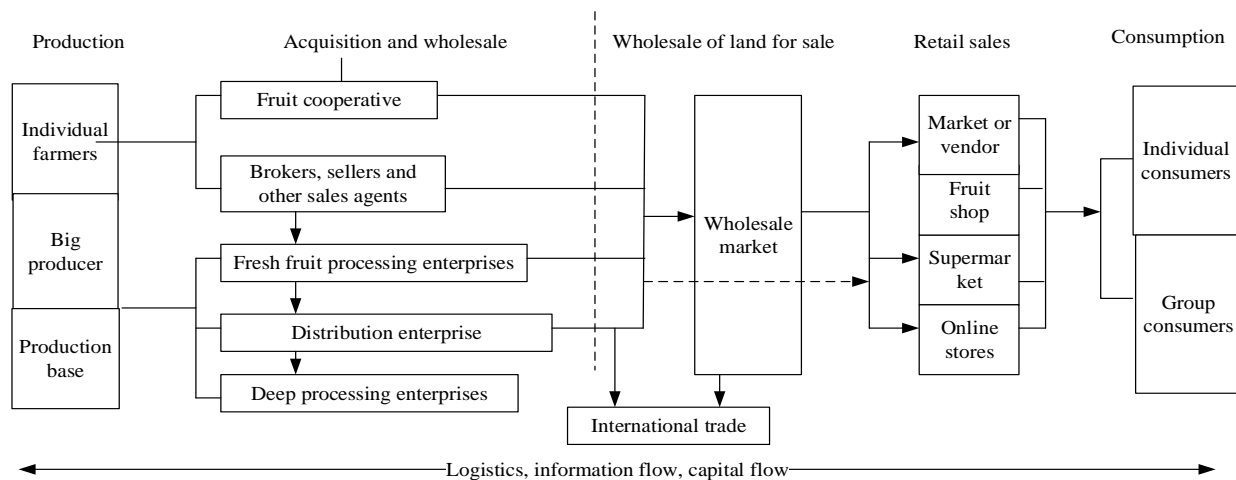 Production
Acquisition and wholesale
Wholesale of land for sale
Retail sales
Consumption
Individual
farmers
Big
producer
Production
base
Fruit cooperative
Brokers, sellers and
other sales agents
Fresh fruit processing enterprises
Distribution enterprise
Deep processing enterprises
Wholesale
market
International trade
Market or
vendor
Fruit
shop
Supermar
ket
Online
stores
Individual
consumers
Group
consumers
Logistics, information flow, capital flow